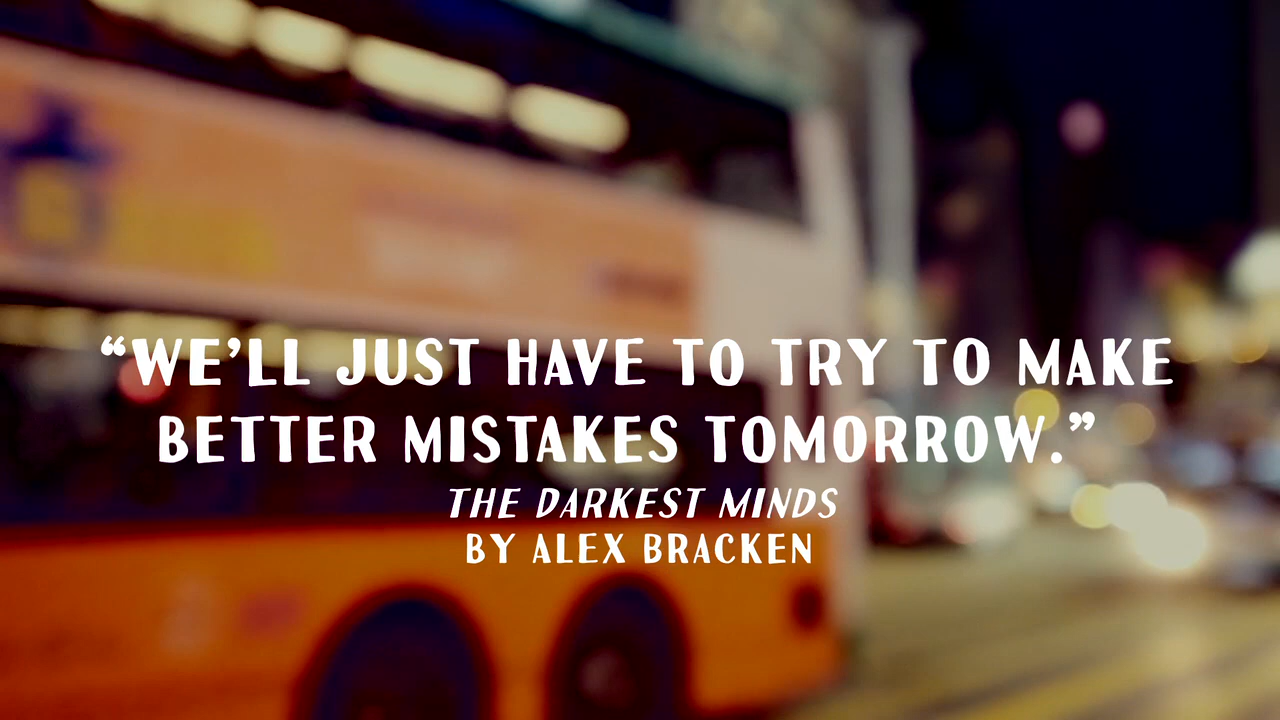 “WE’LL JUST HAVE TO TRY TO MAKE
BETTER MISTAKES TOMORROW.”
THE DARKEST MINDS
BY ALEX BRACKEN